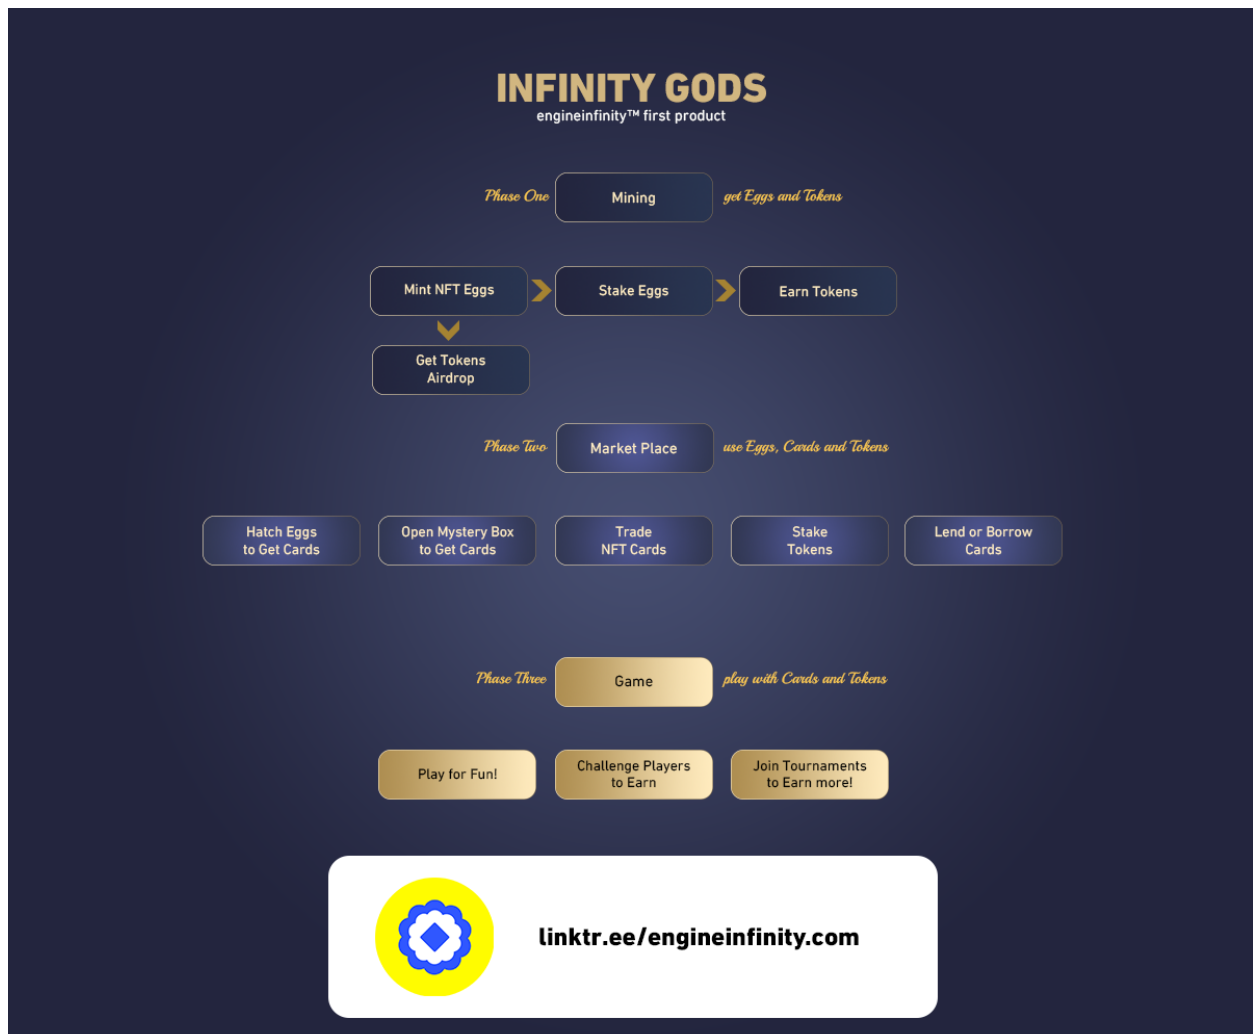 INFINITY GODS
engineinfinity™ first product
Phase One
Mining
get Eggs and Tokens
Mint NFT Eggs
Stake Eggs
Earn Tokens
Get Tokens
Airdrop
Phase Two
Market Place
use Eggs, Cards and Tokens
Hatch Eggs
to Get Cards
Open Mystery Box
to Get Cards
Trade
NFT Cards
Stake
Tokens
Lend or Borrow
Cards
Phase Three
Game
play with Cards and Tokens
Play for Fun!
Challenge Players
to Earn
Join Tournaments
to Earn more!
linktr.ee/engineinfinity.com